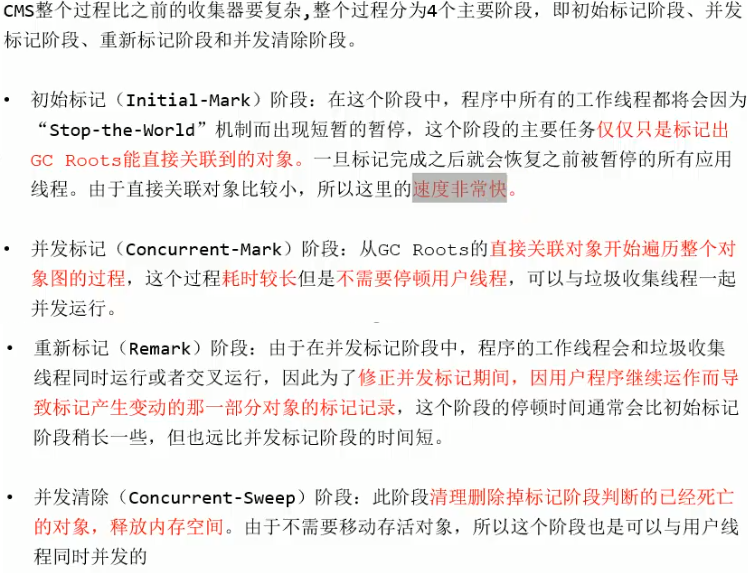 CMS整个过程比之前的收集器要复杂,整个过程分为4个主要阶段，即初始标记阶段、并发
标记阶段、重新标记阶段和并发清除阶段。
• 初始标记（Initial-Mark）阶段：在这个阶段中，程序中所有的工作线程都将会因为
“Stop-the-World”机制而出现短暂的暂停，这个阶段的主要任务仅仅只是标记出
GC Roots能直接关联到的对象。一旦标记完成之后就会恢复之前被暂停的所有应用
线程。由于直接关联对象比较小，所以这里的速度非常快。
• 并发标记（Concurrent-Mark）阶段：从GC Roots的直接关联对象开始遍历整个对
象图的过程，这个过程耗时较长但是不需要停顿用户线程，可以与垃圾收集线程一起
并发运行。
• 重新标记（Remark）阶段：由于在并发标记阶段中，程序的工作线程会和垃圾收集
线程同时运行或者交叉运行，因此为了修正并发标记期间，因用户程序继续运作而导
致标记产生变动的那一部分对象的标记记录，这个阶段的停顿时间通常会比初始标记
阶段稍长一些，但也远比并发标记阶段的时间短。
• 并发清除（Concurrent-Sweep）阶段：此阶段清理删除掉标记阶段判断的已经死亡
的对象，释放内存空间。由于不需要移动存活对象，所以这个阶段也是可以与用户线
程同时并发的